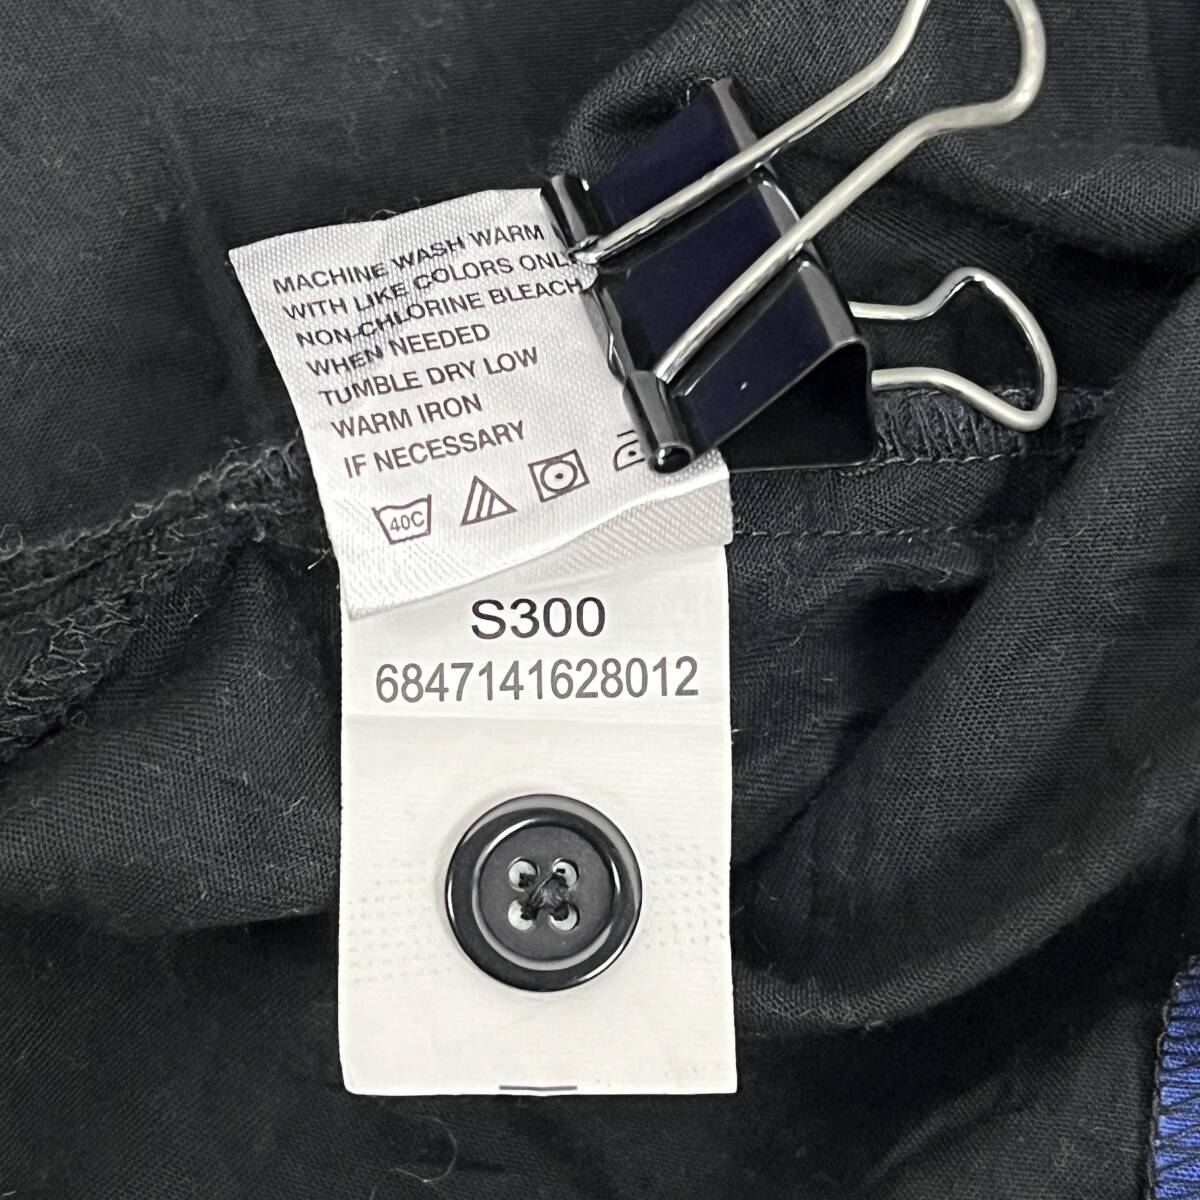 MACHINE WASH WARM
WITH LIKE COLORS ONLY
NON-CHLORINE BLEACH
WHEN NEEDED
TUMBLE DRY LOW
WARM IRON
IF NECESSARY
40C
S300
6847141628012